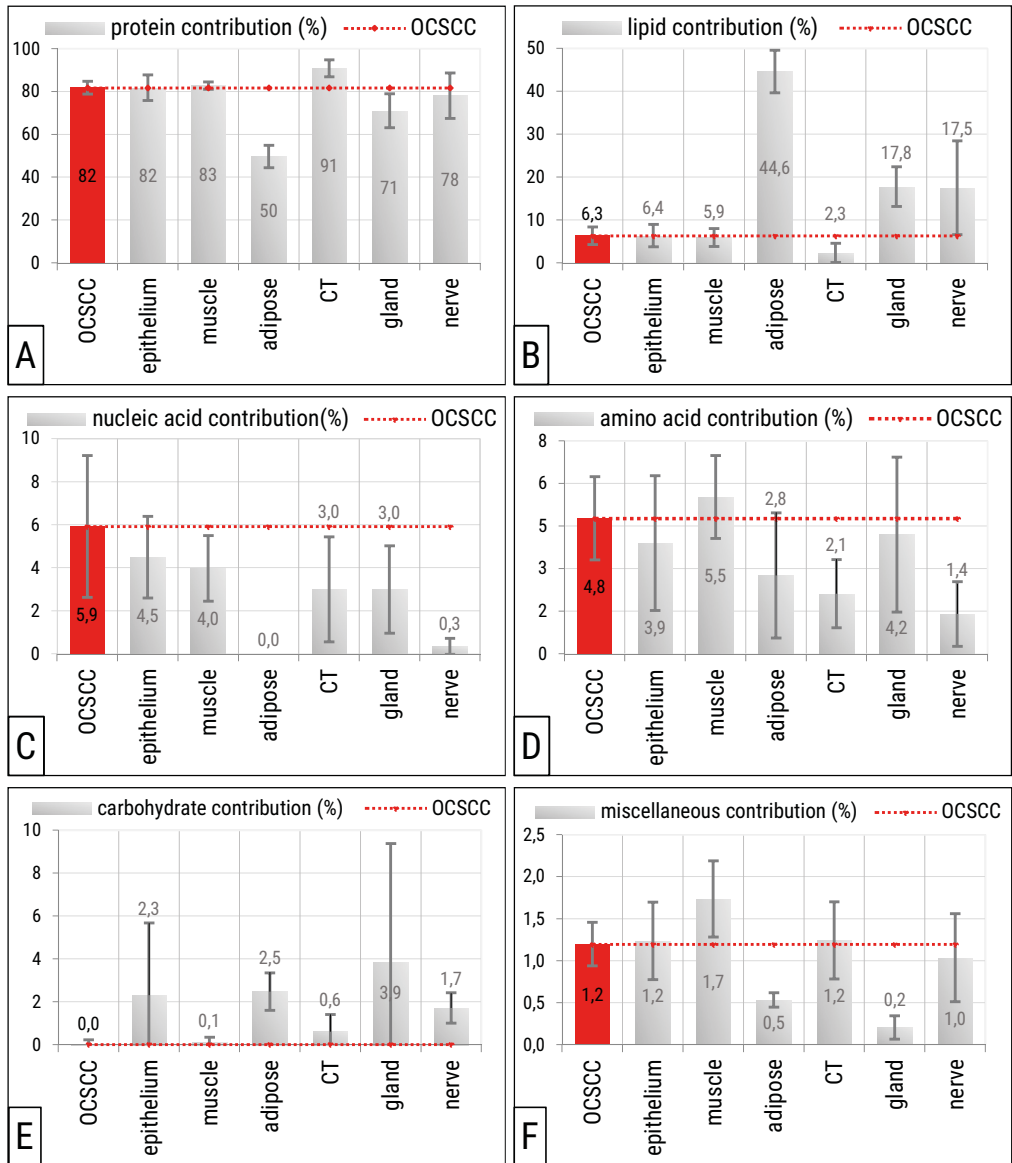 protein contribution (%) OCSCC
100
80
60
40
20
0
82
82
83
50
91
71
78
OCSCC
epithelium
muscle
adipose
CT
gland
nerve
A
lipid contribution (%) OCSCC
50
40
30
20
10
0
6,3
6,4
5,9
44,6
2,3
17,8
17,5
OCSCC
epithelium
muscle
adipose
CT
gland
nerve
B
nucleic acid contribution(%) OCSCC
10
8
6
4
2
0
5,9
4,5
4,0
0,0
3,0
3,0
0,3
OCSCC
epithelium
muscle
adipose
CT
gland
nerve
C
amino acid contribution (%) OCSCC
8
6
5
3
2
0
4,8
3,9
5,5
2,8
2,1
4,2
1,4
OCSCC
epithelium
muscle
adipose
CT
gland
nerve
D
carbohydrate contribution (%) OCSCC
10
8
6
4
2
0
0,0
2,3
0,1
2,5
0,6
3,9
1,7
OCSCC
epithelium
muscle
adipose
CT
gland
nerve
E
miscellaneous contribution (%) OCSCC
2,5
2,0
1,5
1,0
0,5
0,0
1,2
1,2
1,7
0,5
1,2
0,2
1,0
OCSCC
epithelium
muscle
adipose
CT
gland
nerve
F